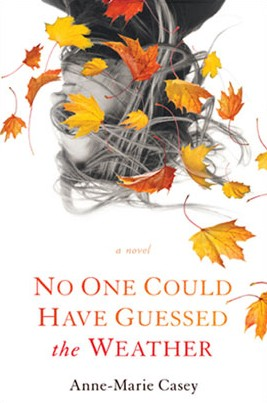 a novel
No One Could
Have Guessed
the Weather
Anne-Marie Casey